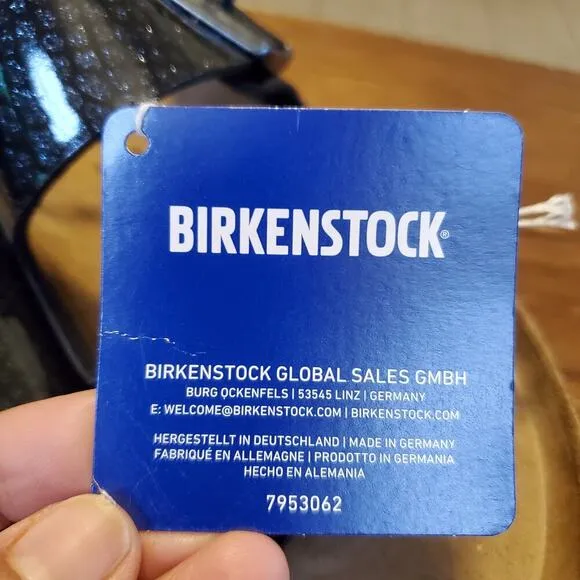 BIRKENSTOCK®
BIRKENSTOCK GLOBAL SALES GMBH
BURG OCKENFELS | 53545 LINZ | GERMANY
E: WELCOME@BIRKENSTOCK.COM | BIRKENSTOCK.COM
HERGESTELLT IN DEUTSCHLAND | MADE IN GERMANY
FABRIQUÉ EN ALLEMAGNE | PRODOTTO IN GERMANIA
HECHO EN ALEMANIA
7953062